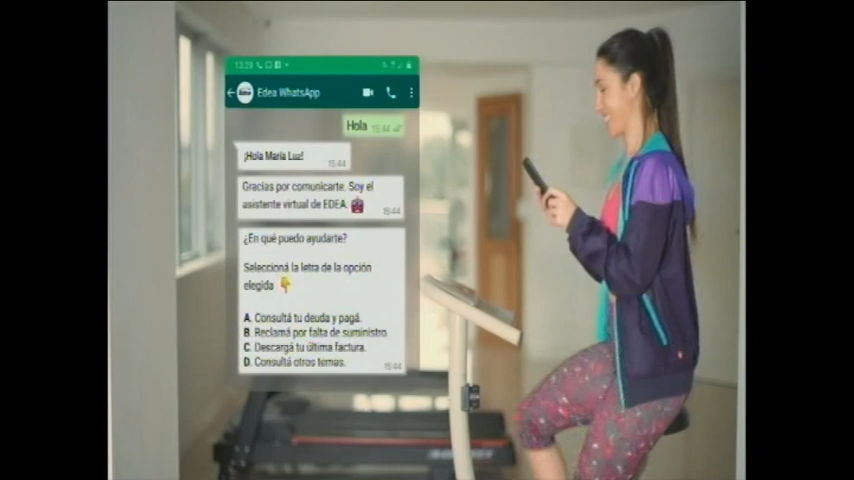 13:29
Edea WhatsApp
Hola 15:44
¡Hola María Luz!
15:44
Gracias por comunicarte. Soy el
asistente virtual de EDEA.
15:44
¿En qué puedo ayudarte?
Seleccioná la letra de la opción
elegida
A. Consultá tu deuda y pagá.
B. Reclamá por falta de suministro.
C. Descargá tu última factura.
D. Consultá otros temas.
15:44